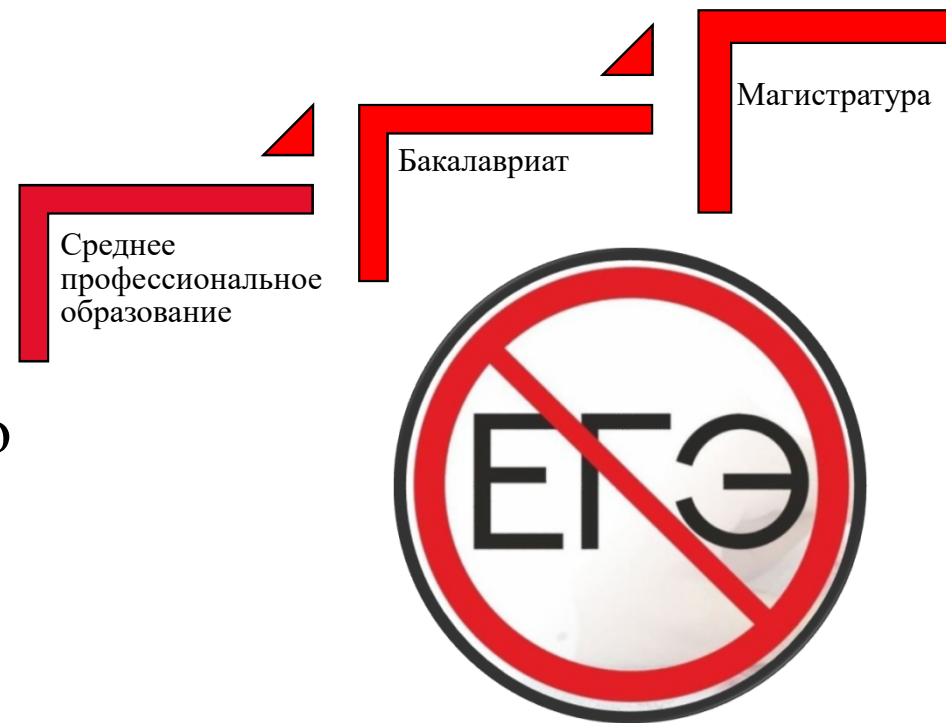 Магистратура
Бакалавриат
Среднее
профессиональное
образование
ЕГЭ